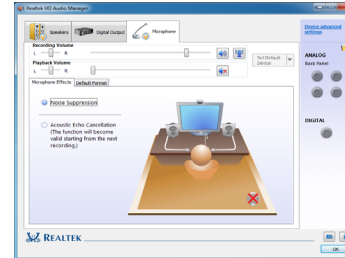 Realtek HD Audio Manager
Speakers
Digital Output
Microphone
Device advanced
settings
Recording Volume
L
R
Set Default
Device
Playback Volume
L
R
ANALOG
Back Panel
Microphone Effects
Default Format
Noise Suppression
Acoustic Echo Cancellation
(The function will become
valid starting from the next
recording.)
DIGITAL
REALTEK
OK